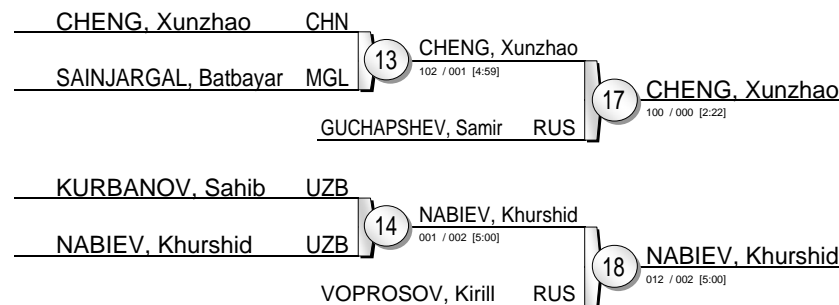 CHENG, Xunzhao CHN
13
CHENG, Xunzhao
102 / 001 [4:59]
SAINJARGAL, Batbayar MGL
17
CHENG, Xunzhao
100 / 000 [2:22]
GUCHAPSHEV, Samir RUS
KURBANOV, Sahib UZB
14
NABIEV, Khurshid
001 / 002 [5:00]
NABIEV, Khurshid UZB
18
NABIEV, Khurshid
012 / 002 [5:00]
VOPROSOV, Kirill RUS